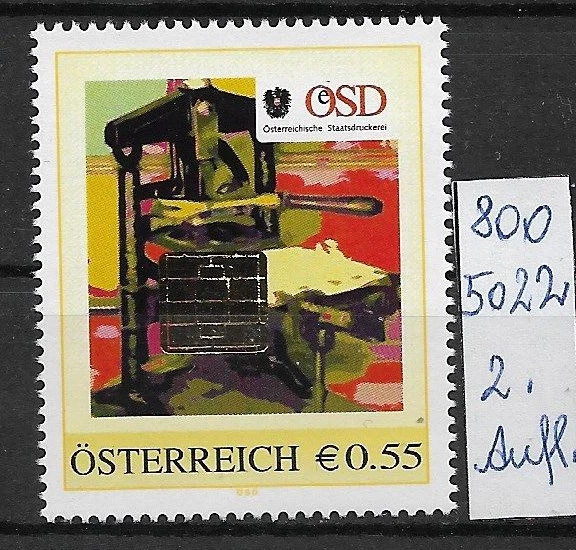 ÖSD
Österreichische Staatsdruckerei
ÖSTERREICH €0.55
800
5022
2.
Aufl.